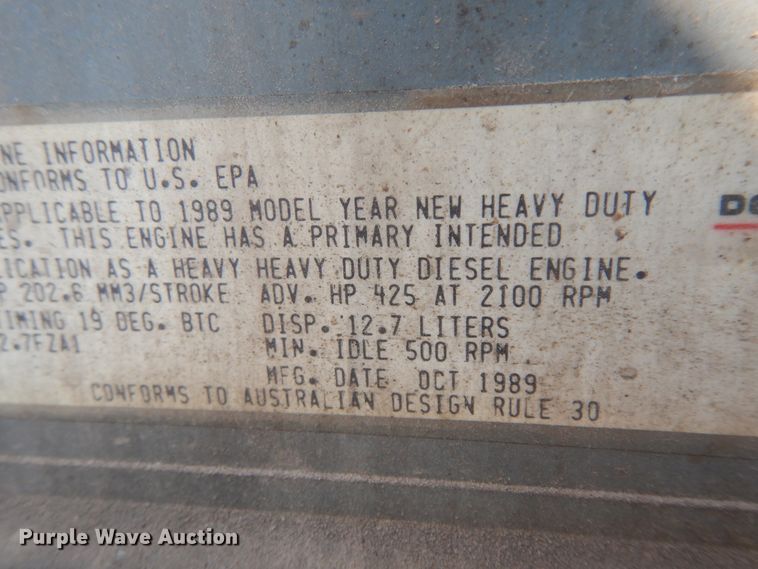 NE INFORMATION
ONFORMS TO U.S. EPA
APPLICABLE TO 1989 MODEL YEAR NEW HEAVY DUTY
ES. THIS ENGINE HAS A PRIMARY INTENDED
LICATION AS A HEAVY HEAVY DUTY DIESEL ENGINE.
P 202.6 MM3/STROKE ADV. HP 425 AT 2100 RPM
TIMING 19 DEG. BTC DISP. 12.7 LITERS
2.7FZA1 MIN. IDLE 500 RPM
MFG. DATE OCT 1989
CONFORMS TO AUSTRALIAN DESIGN RULE 30
Purple Wave Auction